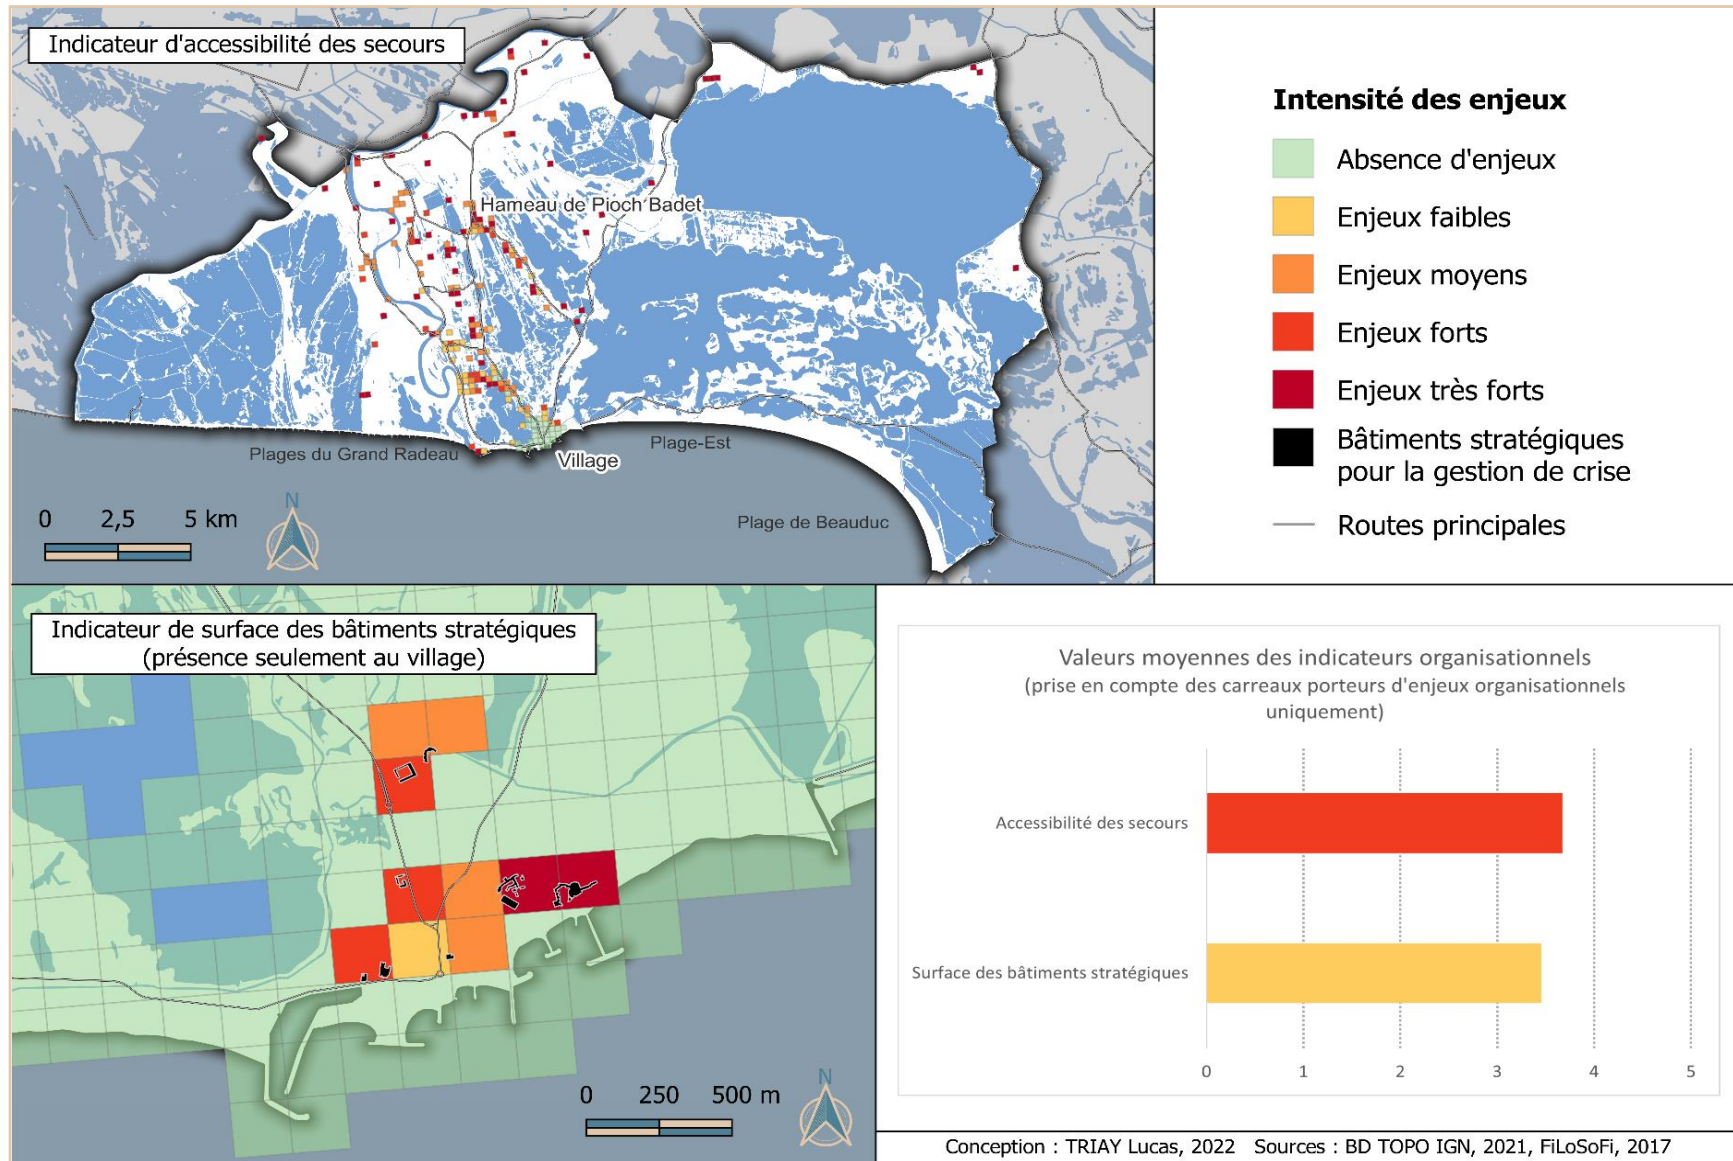 Indicateur d'accessibilité des secours
Hameau de Pioch Badet
Plages du Grand Radeau
Village
Plage-Est
Plage de Beauduc
0 2,5 5 km
N
Intensité des enjeux
Absence d'enjeux
Enjeux faibles
Enjeux moyens
Enjeux forts
Enjeux très forts
Bâtiments stratégiques
pour la gestion de crise
Routes principales
Indicateur de surface des bâtiments stratégiques
(présence seulement au village)
0 250 500 m
N
Valeurs moyennes des indicateurs organisationnels
(prise en compte des carreaux porteurs d'enjeux organisationnels
uniquement)
Accessibilité des secours
Surface des bâtiments stratégiques
0 1 2 3 4 5
Conception : TRIAY Lucas, 2022 Sources : BD TOPO IGN, 2021, FiLoSoFi, 2017